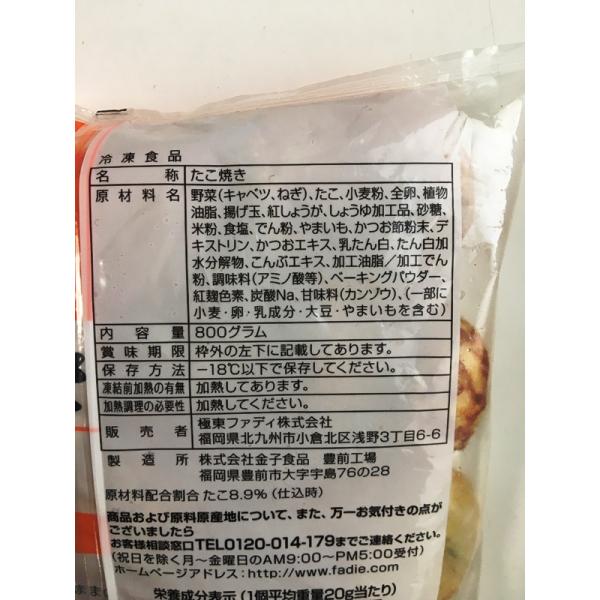 冷凍食品
名称 たこ焼き
原材料名 野菜(キャベツ、ねぎ)、たこ、小麦粉、全卵、植物
油脂、揚げ玉、紅しょうが、しょうゆ加工品、砂糖、
米粉、食塩、でん粉、やまいも、かつお節粉末、デ
キストリン、かつおエキス、乳たん白、たん白加
水分解物、こんぶエキス、加工油脂/加工でん
粉、調味料(アミノ酸等)、ベーキングパウダー、
紅麹色素、炭酸Na、甘味料(カンゾウ)、(一部に
小麦・卵・乳成分・大豆・やまいもを含む)
内容量 800グラム
賞味期限 枠外の左下に記載してあります。
保存方法 −18℃以下で保存してください。
凍結前加熱の有無 加熱してあります。
加熱調理の必要性 加熱してください。
販売者 極東ファディ株式会社
福岡県北九州市小倉北区浅野3丁目6-6
製造所 株式会社金子食品 豊前工場
福岡県豊前市大字宇島76の28
原材料配合割合 たこ8.9%(仕込時)
商品および原料原産地について、また、万一お気付きの点が
ございましたら
お客様相談窓口TEL0120-014-179までご連絡ください。
(祝日を除く月〜金曜日のAM9:00〜PM5:00受付)
ホームページアドレス:http://www.fadie.com
栄養成分表示(1個平均重量20g当たり)